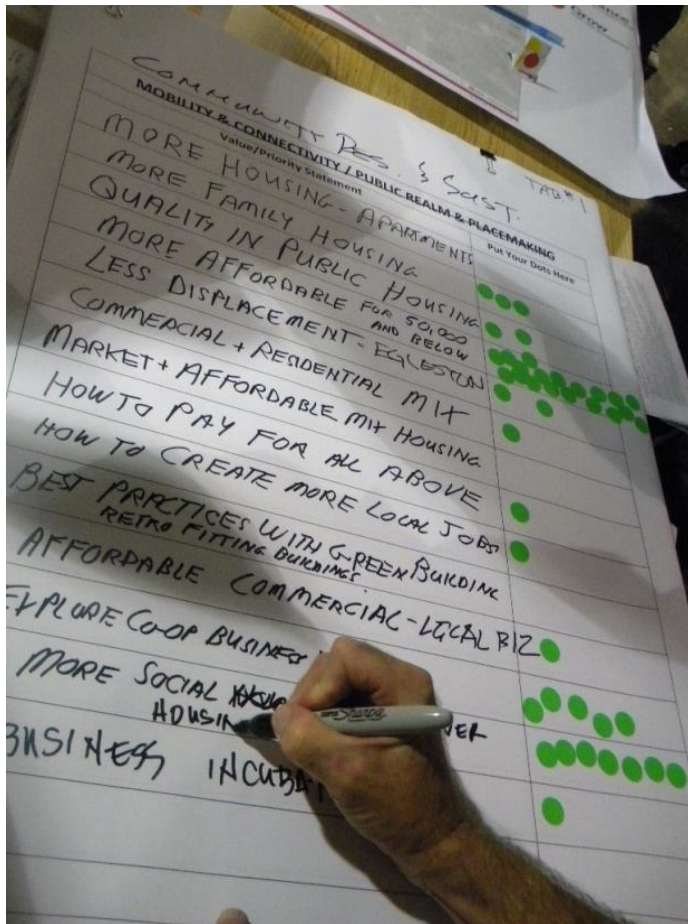 Grow
COMMUNITY DES. & SUST.
TAB#1
MOBILITY & CONNECTIVITY / PUBLIC REALM & PLACEMAKING
Value/Priority Statement
Put Your Dots Here
MORE HOUSING - APARTMENTS
MORE FAMILY HOUSING
QUALITY IN PUBLIC HOUSING
MORE AFFORDABLE FOR 50,000
AND BELOW
LESS DISPLACEMENT - EGLESTON
COMMERCIAL + RESIDENTIAL MIX
MARKET + AFFORDABLE MIX HOUSING
HOW TO PAY FOR ALL ABOVE
HOW TO CREATE MORE LOCAL JOBS
BEST PRACTICES WITH GREEN BUILDING
RETRO FITTING BUILDINGS
AFFORDABLE COMMERCIAL - LOCAL BIZ
EXPLORE CO-OP BUSINESS
MORE SOCIAL
HOUSIN
BUSINESS INCUBAT
Sharpie